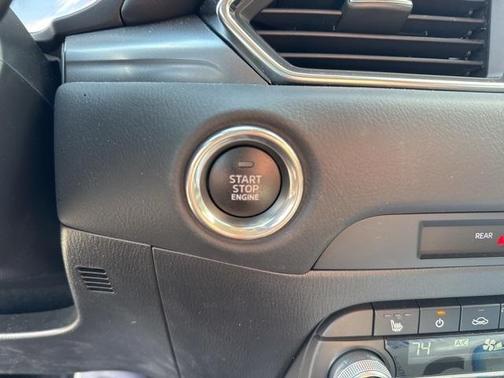 START
STOP
ENGINE
REAR
74 A/C